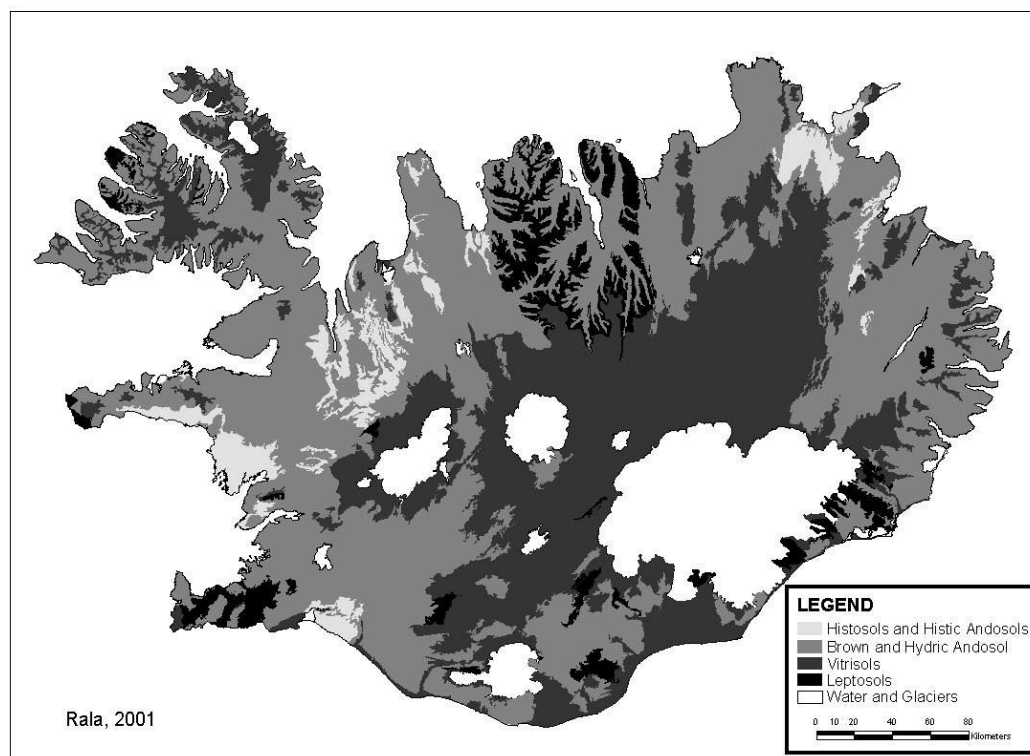 LEGEND
Histosols and Histic Andosols
Brown and Hydric Andosol
Vitrisols
Leptosols
Water and Glaciers
0 10 20 40 60 80
Kilometers
Rala, 2001